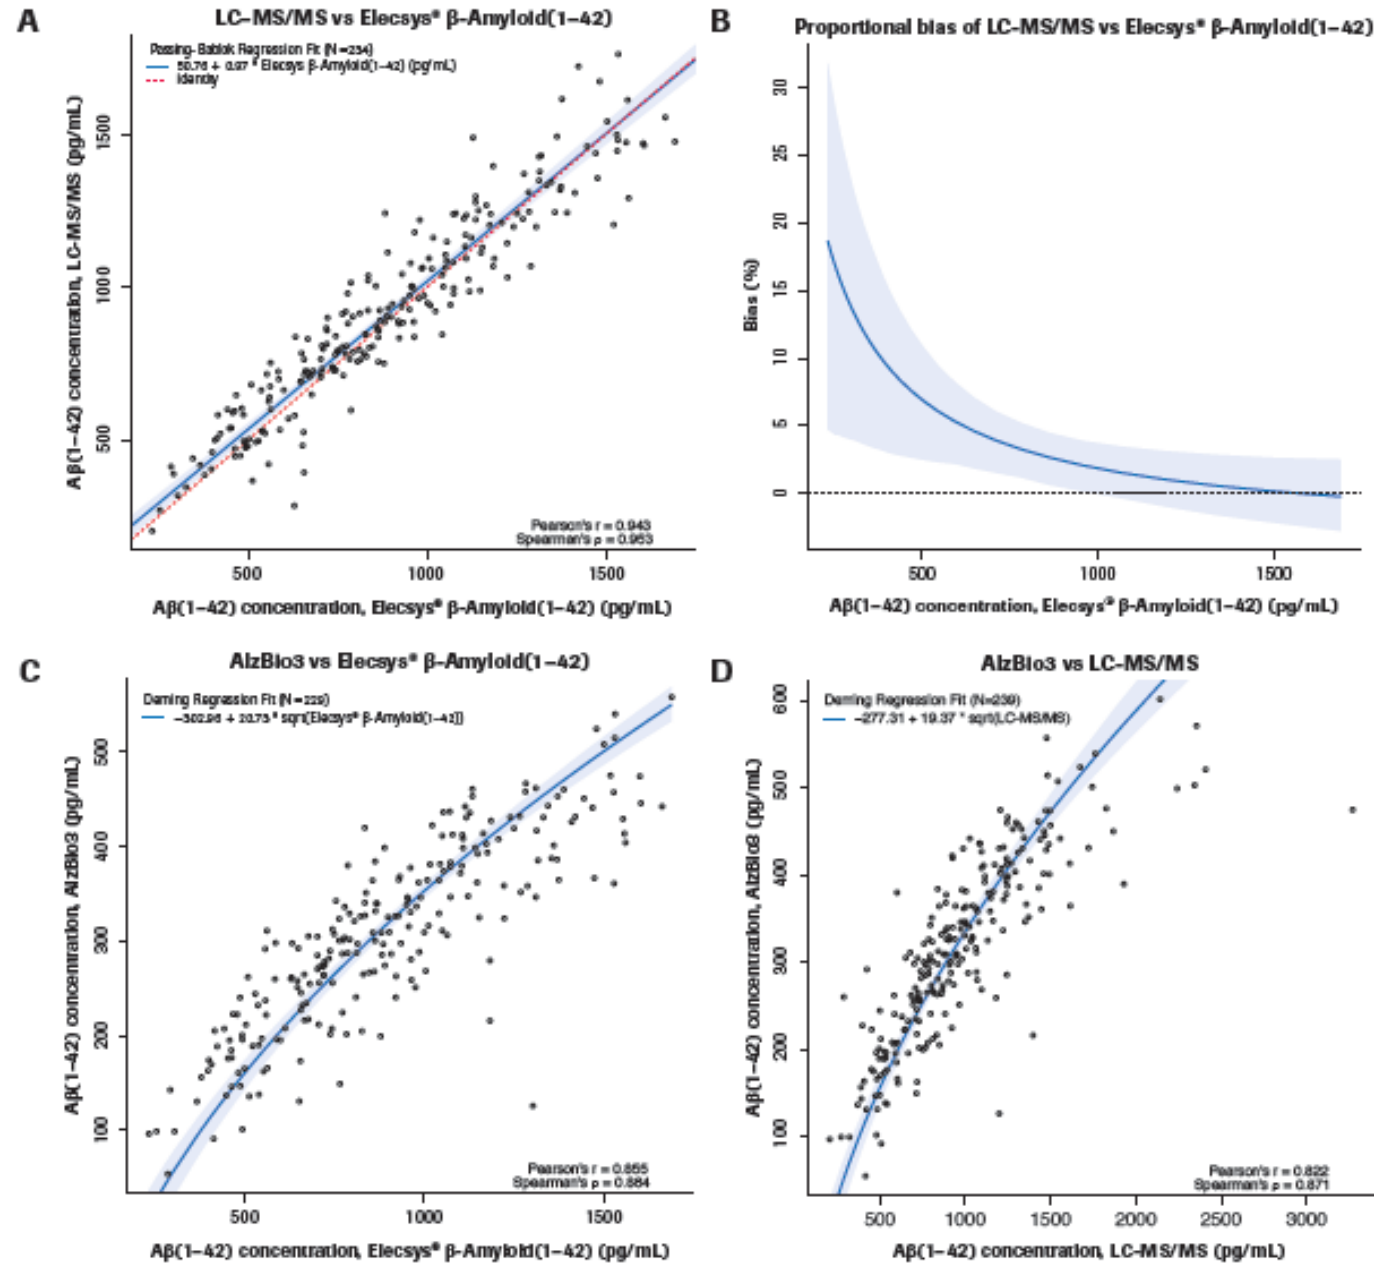 A
LC-MS/MS vs Elecsys® β-Amyloid(1-42)
Passing-Bablok Regression Fit (N=234)
50.76 + 0.97 * Elecsys β-Amyloid(1-42) (pg/mL)
Identity
Aβ(1-42) concentration, LC-MS/MS (pg/mL)
1500
1000
500
Pearson's r = 0.943
Spearman's ρ = 0.953
500 1000 1500
Aβ(1-42) concentration, Elecsys® β-Amyloid(1-42) (pg/mL)
B
Proportional bias of LC-MS/MS vs Elecsys® β-Amyloid(1-42)
Bias (%)
30
25
20
15
10
5
0
500 1000 1500
Aβ(1-42) concentration, Elecsys® β-Amyloid(1-42) (pg/mL)
C
AlzBio3 vs Elecsys® β-Amyloid(1-42)
Deming Regression Fit (N=229)
-302.96 + 20.73 * sqrt(Elecsys® β-Amyloid(1-42))
Aβ(1-42) concentration, AlzBio3 (pg/mL)
500
400
300
200
100
Pearson's r = 0.855
Spearman's ρ = 0.884
500 1000 1500
Aβ(1-42) concentration, Elecsys® β-Amyloid(1-42) (pg/mL)
D
AlzBio3 vs LC-MS/MS
Deming Regression Fit (N=239)
-277.31 + 19.37 * sqrt(LC-MS/MS)
Aβ(1-42) concentration, AlzBio3 (pg/mL)
600
500
400
300
200
100
Pearson's r = 0.822
Spearman's ρ = 0.871
500 1000 1500 2000 2500 3000
Aβ(1-42) concentration, LC-MS/MS (pg/mL)